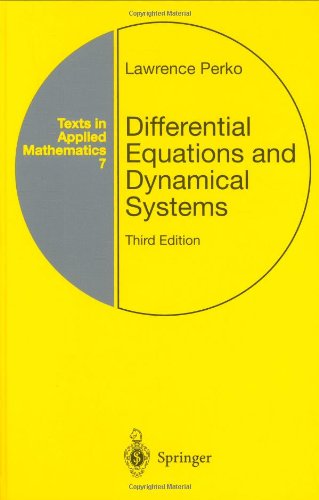 Lawrence Perko
Texts in
Applied
Mathematics
7
Differential
Equations and
Dynamical
Systems
Third Edition
Springer